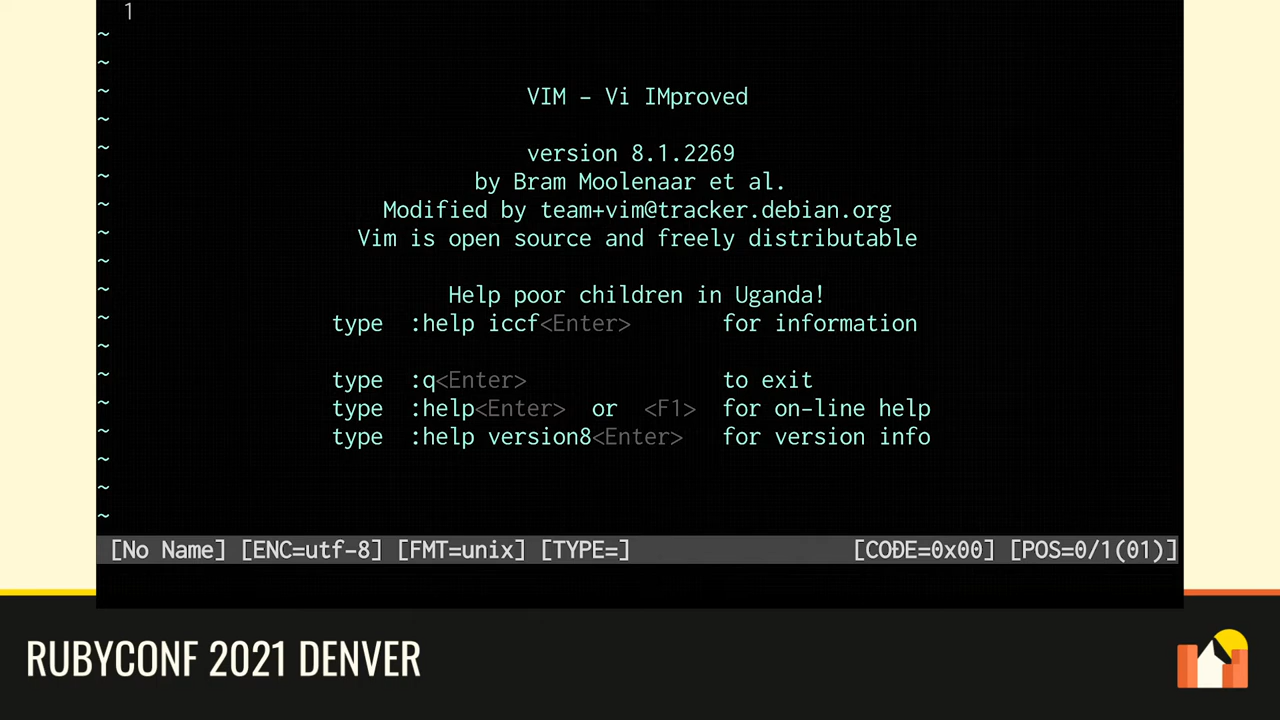 1
~
~
~
VIM - Vi IMproved
~
~
version 8.1.2269
~
by Bram Moolenaar et al.
~
Modified by team+vim@tracker.debian.org
~
Vim is open source and freely distributable
~
~
Help poor children in Uganda!
~
type :help iccf<Enter> for information
~
~
type :q<Enter> to exit
~
type :help<Enter> or <F1> for on-line help
~
type :help version8<Enter> for version info
~
~
~
[No Name] [ENC=utf-8] [FMT=unix] [TYPE=] [CODE=0x00] [POS=0/1(01)]
RUBYCONF 2021 DENVER